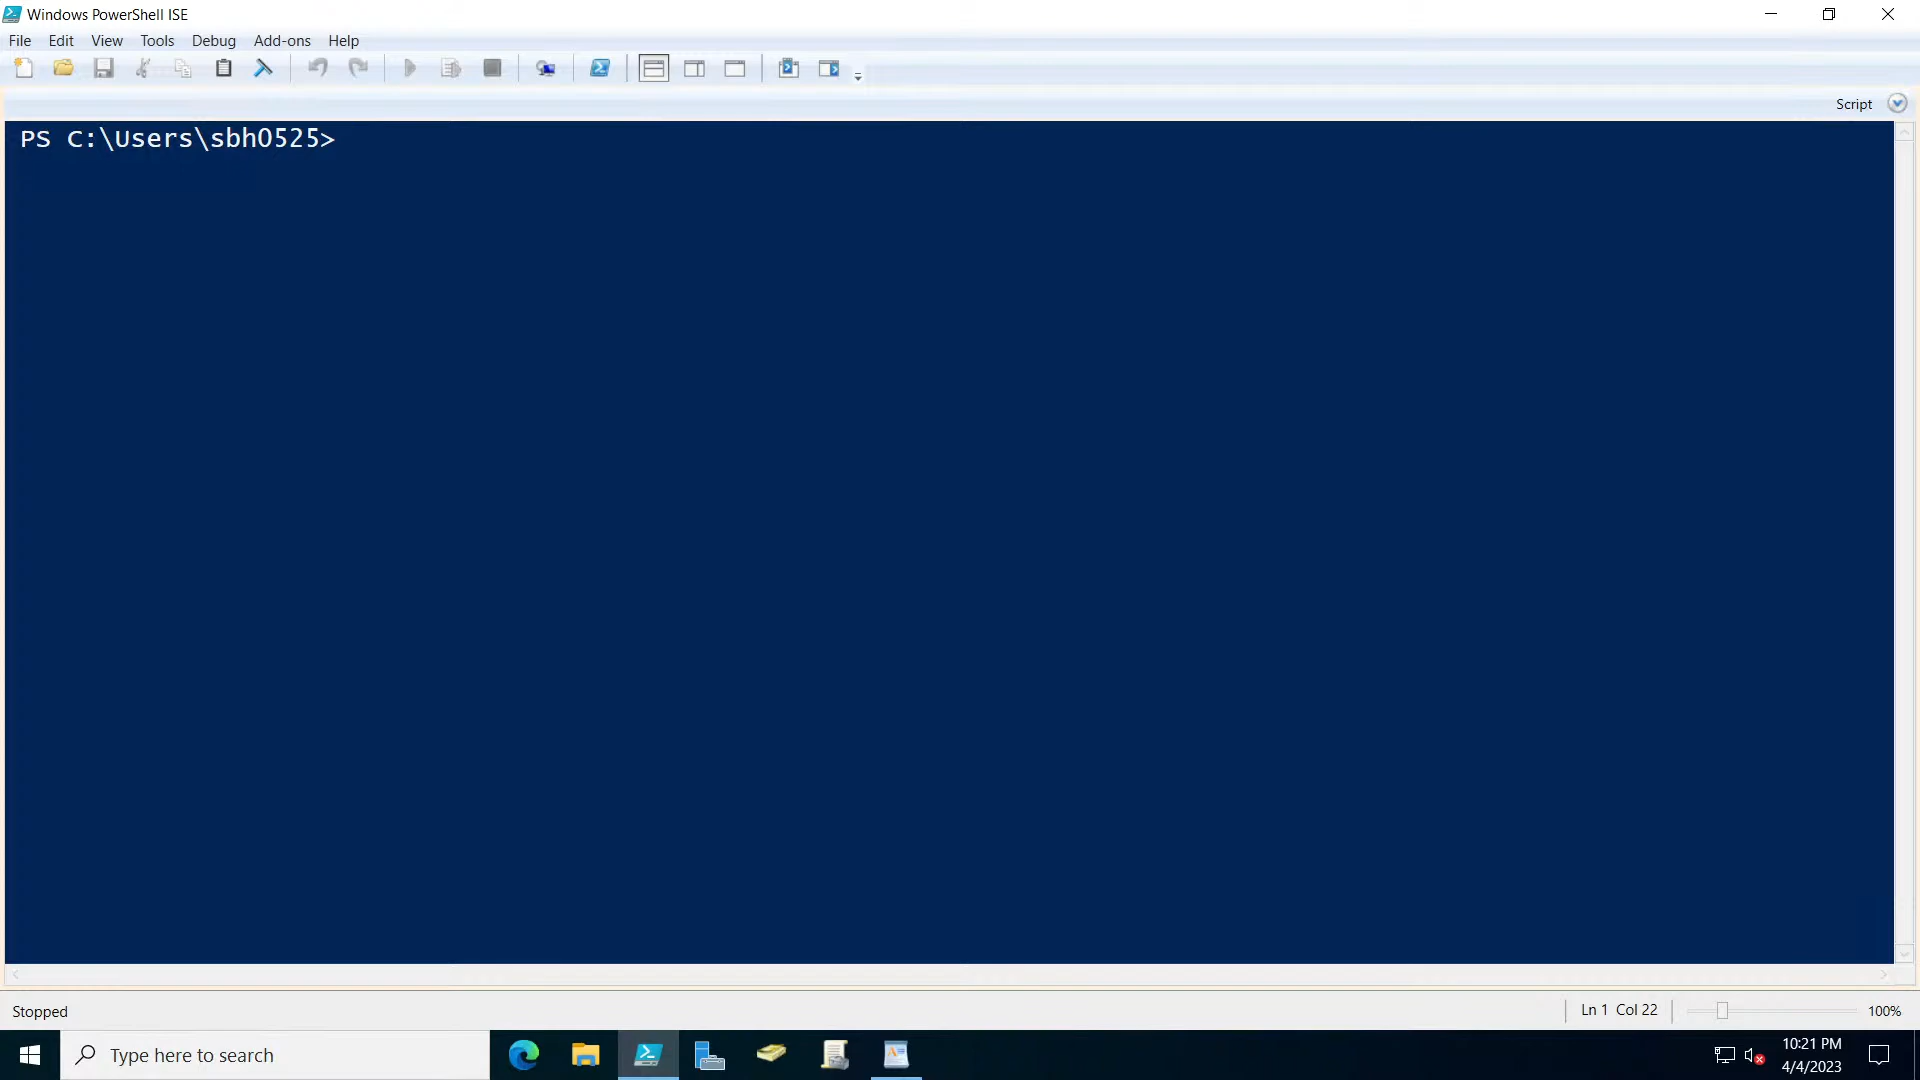 Windows PowerShell ISE
File Edit View Tools Debug Add-ons Help
Script
PS C:\Users\sbh0525>
Stopped
Ln 1 Col 22
100%
Type here to search
10:21 PM
4/4/2023